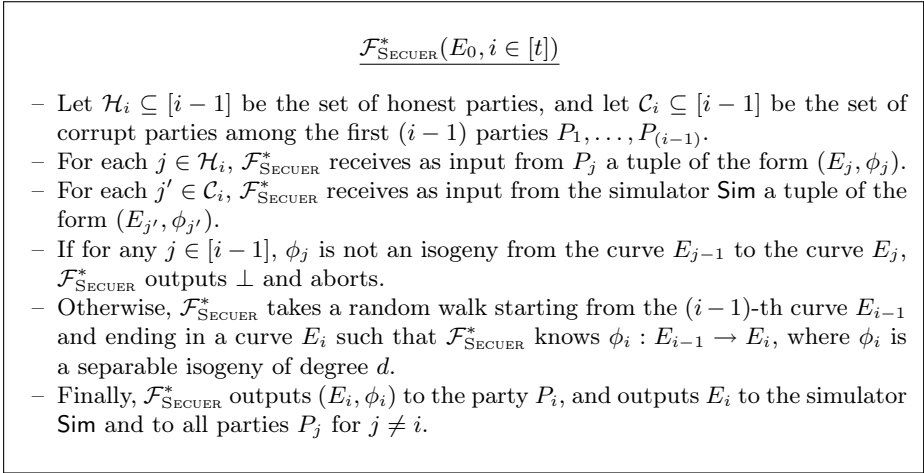 F*SECUER(E₀, i ∈ [t])
– Let Hᵢ ⊆ [i − 1] be the set of honest parties, and let Cᵢ ⊆ [i − 1] be the set of
corrupt parties among the first (i − 1) parties P₁, . . . , P₍ᵢ₋₁₎.
– For each j ∈ Hᵢ, F*SECUER receives as input from Pⱼ a tuple of the form (Eⱼ, ϕⱼ).
– For each j′ ∈ Cᵢ, F*SECUER receives as input from the simulator Sim a tuple of the
form (Eⱼ′, ϕⱼ′).
– If for any j ∈ [i − 1], ϕⱼ is not an isogeny from the curve Eⱼ₋₁ to the curve Eⱼ,
F*SECUER outputs ⊥ and aborts.
– Otherwise, F*SECUER takes a random walk starting from the (i − 1)-th curve Eᵢ₋₁
and ending in a curve Eᵢ such that F*SECUER knows ϕᵢ : Eᵢ₋₁ → Eᵢ, where ϕᵢ is
a separable isogeny of degree d.
– Finally, F*SECUER outputs (Eᵢ, ϕᵢ) to the party Pᵢ, and outputs Eᵢ to the simulator
Sim and to all parties Pⱼ for j ≠ i.